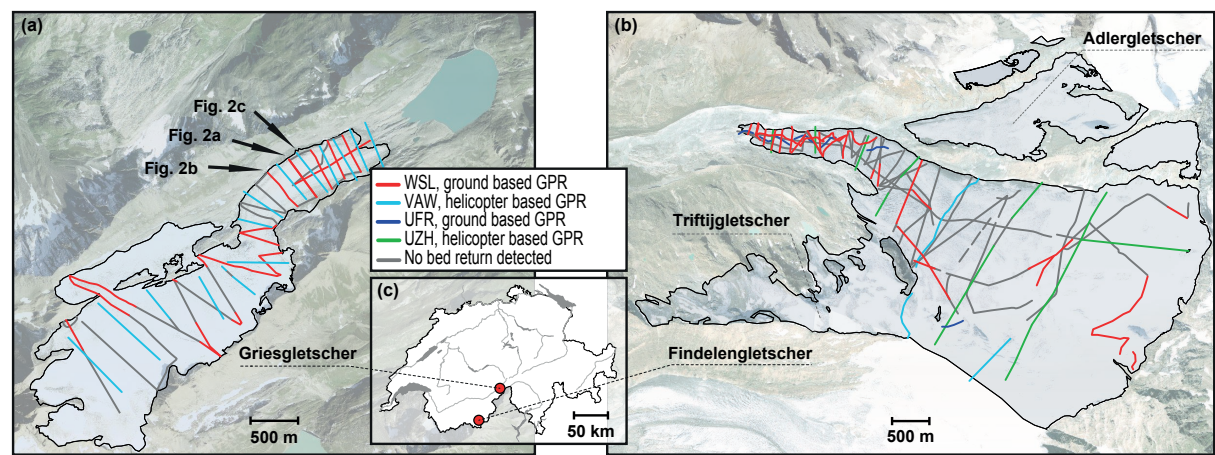 (a)
Fig. 2c
Fig. 2a
Fig. 2b
Griesgletscher
500 m
WSL, ground based GPR
VAW, helicopter based GPR
UFR, ground based GPR
UZH, helicopter based GPR
No bed return detected
(c)
50 km
(b)
Adlergletscher
Triftijgletscher
Findelengletscher
500 m